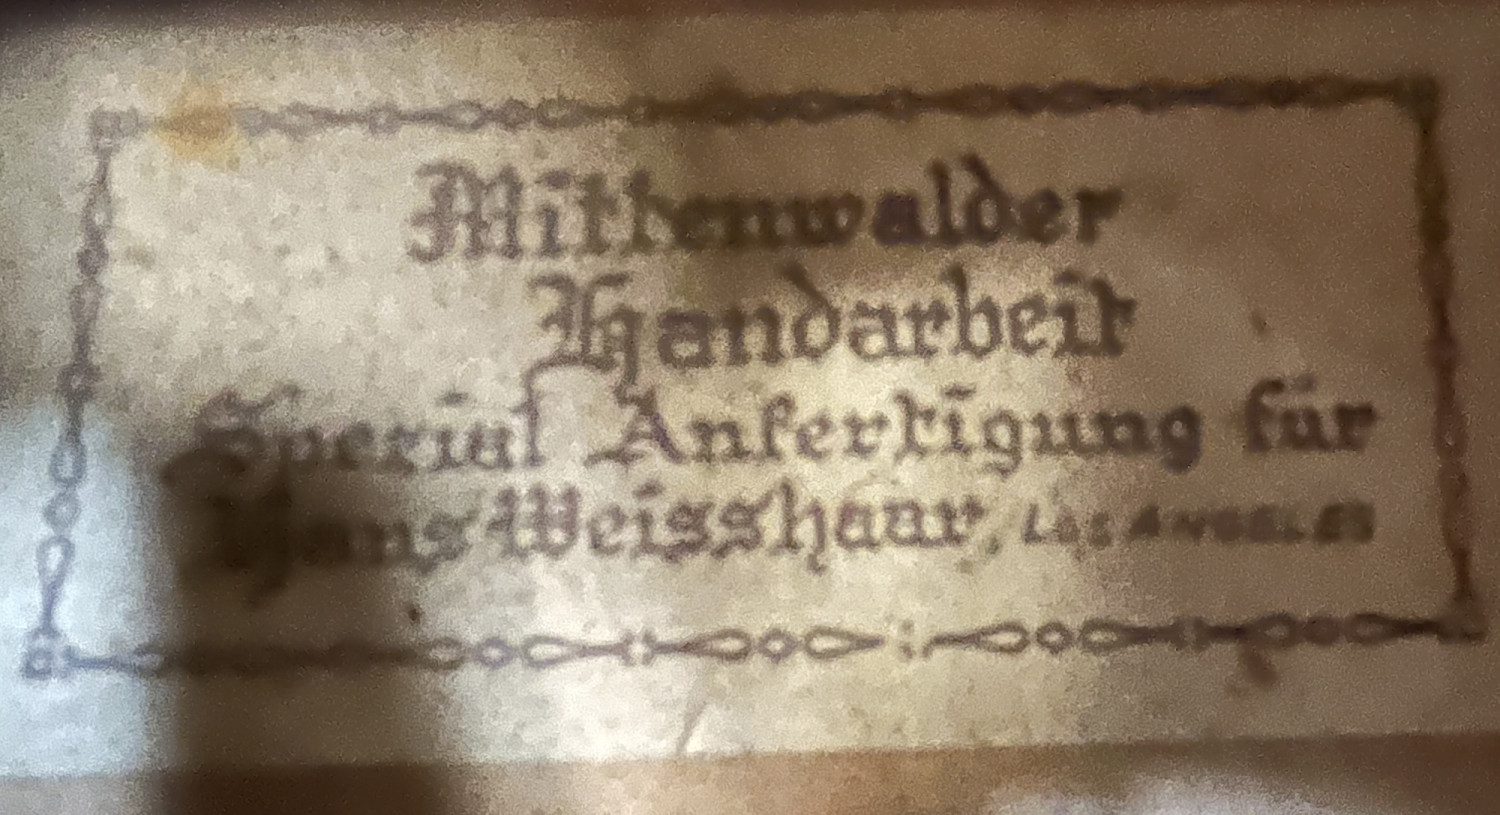 Mittenwalder
Handarbeit
Spezial Anfertigung für
Hans Weisshaar, LOS ANGELES